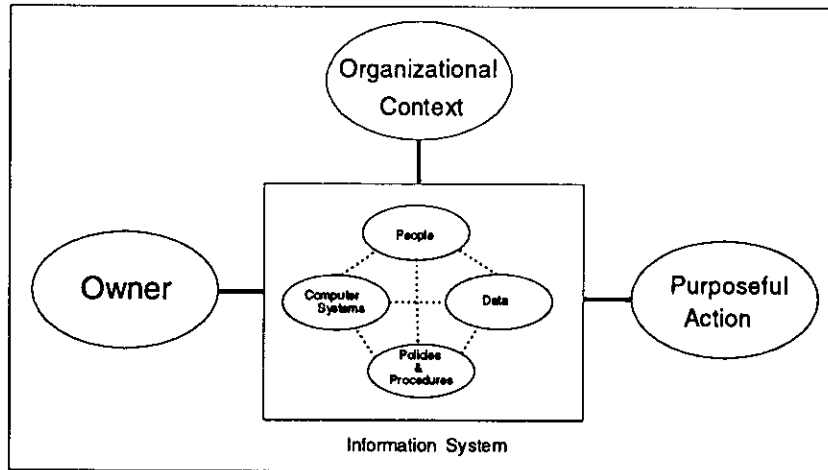 Organizational
Context
Owner
People
Computer
Systems
Data
Policies
&
Procedures
Purposeful
Action
Information System